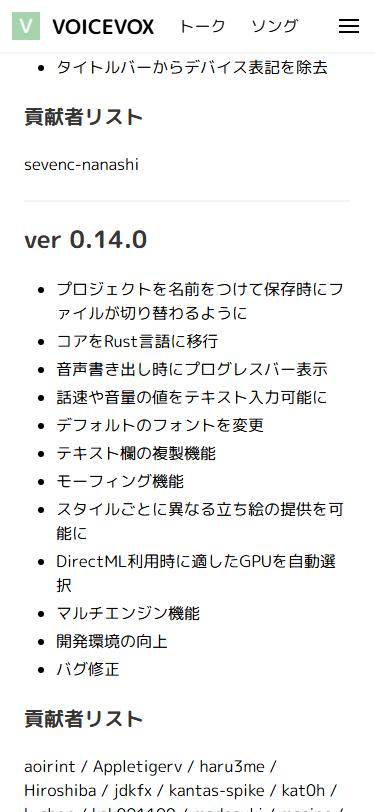 V VOICEVOX トーク ソング
タイトルバーからデバイス表記を除去
貢献者リスト
sevenc-nanashi
ver 0.14.0
プロジェクトを名前をつけて保存時にフ
ァイルが切り替わるように
コアをRust言語に移行
音声書き出し時にプログレスバー表示
話速や音量の値をテキスト入力可能に
デフォルトのフォントを変更
テキスト欄の複製機能
モーフィング機能
スタイルごとに異なる立ち絵の提供を可
能に
DirectML利用時に適したGPUを自動選
択
マルチエンジン機能
開発環境の向上
バグ修正
貢献者リスト
aoirint / Appletigerv / haru3me /
Hiroshiba / jdkfx / kantas-spike / kat0h /